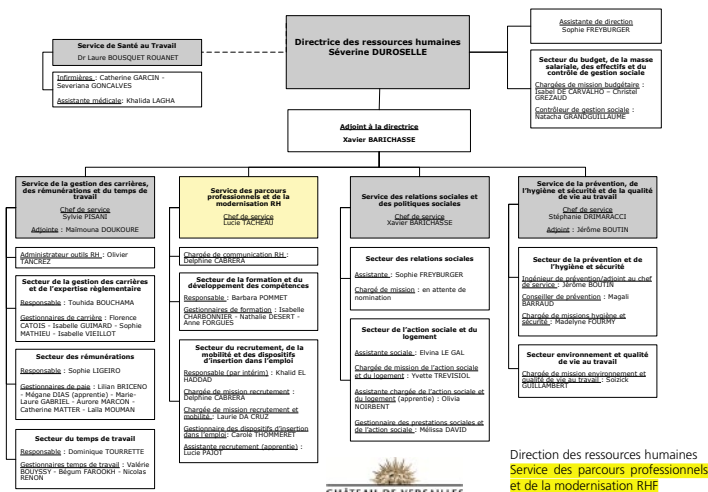 Directrice des ressources humaines
Séverine DUROSELLE
Service de Santé au Travail
Dr Laure BOUSQUET ROUANET
Infirmières : Catherine GARCIN -
Severiana GONCALVES
Assistante médicale: Khalida LAGHA
Assistante de direction
Sophie FREYBURGER
Secteur du budget, de la masse
salariale, des effectifs et du
contrôle de gestion sociale
Chargées de mission budgétaire :
Isabel DE CARVALHO – Christel
GREZAUD
Contrôleur de gestion sociale :
Natacha GRANDGUILLAUME
Adjoint à la directrice
Xavier BARICHASSE
Service de la gestion des carrières,
des rémunérations et du temps de
travail
Chef de service
Sylvie PISANI
Adjointe : Maïmouna DOUKOURE
Administrateur outils RH : Olivier
TANCREZ
Secteur de la gestion des carrières
et de l'expertise règlementaire
Responsable : Touhida BOUCHAMA
Gestionnaires de carrière : Florence
CATOIS - Isabelle GUIMARD - Sophie
MATHIEU - Isabelle VIEILLOT
Secteur des rémunérations
Responsable : Sophie LIGEIRO
Gestionnaires de paie : Lilian BRICENO
- Mégane DIAS (apprentie) - Marie-
Laure GABRIEL - Aurore MARCON -
Catherine MATTER - Laïla MOUMAN
Secteur du temps de travail
Responsable : Dominique TOURRETTE
Gestionnaires temps de travail : Valérie
BOUYSSY - Bégum FAROOKH - Nicolas
RENON
Service des parcours
professionnels et de la
modernisation RH
Chef de service
Lucie TACHEAU
Chargée de communication RH :
Delphine CABRERA
Secteur de la formation et du
développement des compétences
Responsable : Barbara POMMET
Gestionnaires de formation : Isabelle
CHARBONNIER - Nathalie DESERT -
Anne FORGUES
Secteur du recrutement, de la
mobilité et des dispositifs
d'insertion dans l'emploi
Responsable (par intérim) : Khalid EL
HADDAD
Chargée de mission recrutement :
Delphine CABRERA
Chargée de mission recrutement et
mobilité : Laurie DA CRUZ
Gestionnaire des dispositifs d'insertion
dans l'emploi: Carole THOMMERET
Assistante recrutement (apprentie) :
Lucie PAJOT
Service des relations sociales et
des politiques sociales
Chef de service
Xavier BARICHASSE
Secteur des relations sociales
Assistante : Sophie FREYBURGER
Chargé de mission : en attente de
nomination
Secteur de l'action sociale et du
logement
Assistante sociale : Elvina LE GAL
Chargée de mission de l'action sociale
et du logement : Yvette TREVISIOL
Assistante chargée de l'action sociale et
du logement (apprentie) : Olivia
NOIRBENT
Gestionnaire des prestations sociales et
de l'action sociale : Mélissa DAVID
Service de la prévention, de
l'hygiène et sécurité et de la qualité
de vie au travail
Chef de service
Stéphanie DRIMARACCI
Adjoint : Jérôme BOUTIN
Secteur de la prévention et de
l'hygiène et sécurité
Ingénieur de prévention/adjoint au chef
de service : Jérôme BOUTIN
Conseiller de prévention : Magali
BARRAUD
Chargée de missions hygiène et
sécurité : Madelyne FOURMY
Secteur environnement et qualité
de vie au travail
Chargée de mission environnement et
qualité de vie au travail : Soizick
GUILLAMBERT
CHÂTEAU DE VERSAILLES
Direction des ressources humaines
Service des parcours professionnels
et de la modernisation RHF